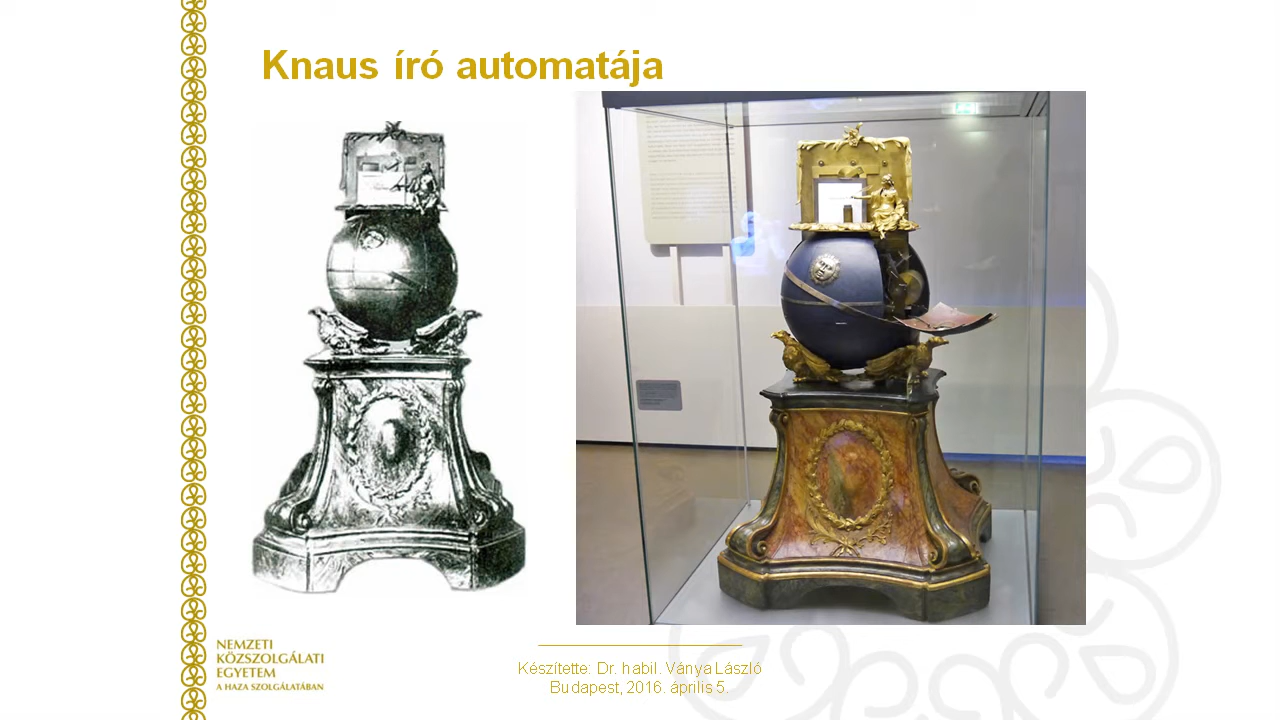 Knaus író automatája
NEMZETI
KÖZSZOLGÁLATI
EGYETEM
A HAZA SZOLGÁLATÁBAN
Készítette: Dr. habil. Ványa László
Budapest, 2016. április 5.